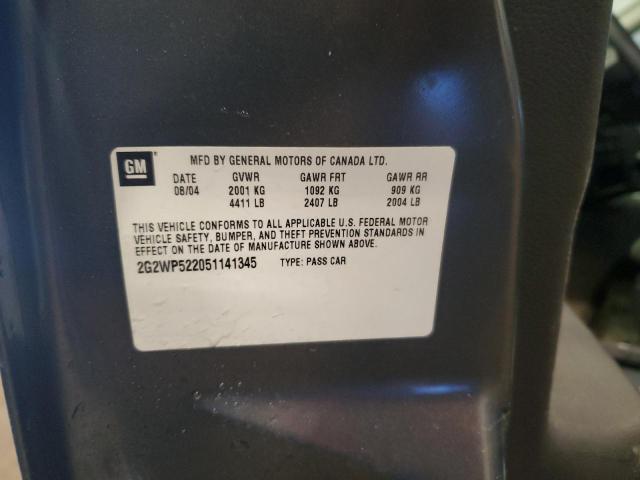 GM
MFD BY GENERAL MOTORS OF CANADA LTD.
DATE GVWR GAWR FRT GAWR RR
08/04 2001 KG 1092 KG 909 KG
4411 LB 2407 LB 2004 LB
THIS VEHICLE CONFORMS TO ALL APPLICABLE U.S. FEDERAL MOTOR
VEHICLE SAFETY, BUMPER, AND THEFT PREVENTION STANDARDS IN
EFFECT ON THE DATE OF MANUFACTURE SHOWN ABOVE.
2G2WP522051141345 TYPE: PASS CAR